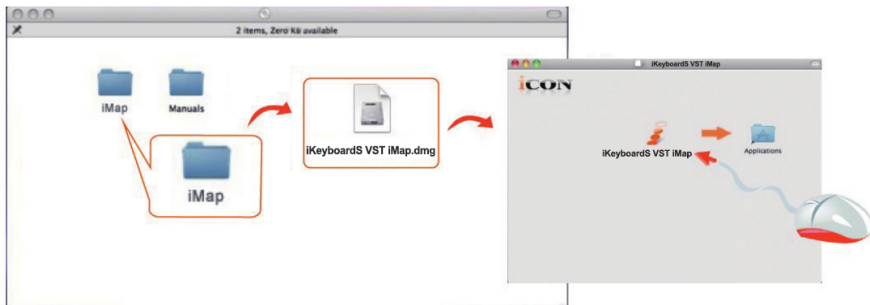 2 items, Zero KB available
iMap
Manuals
iMap
iKeyboardS VST iMap.dmg
iKeyboardS VST iMap
iCON
iKeyboardS VST iMap
Applications